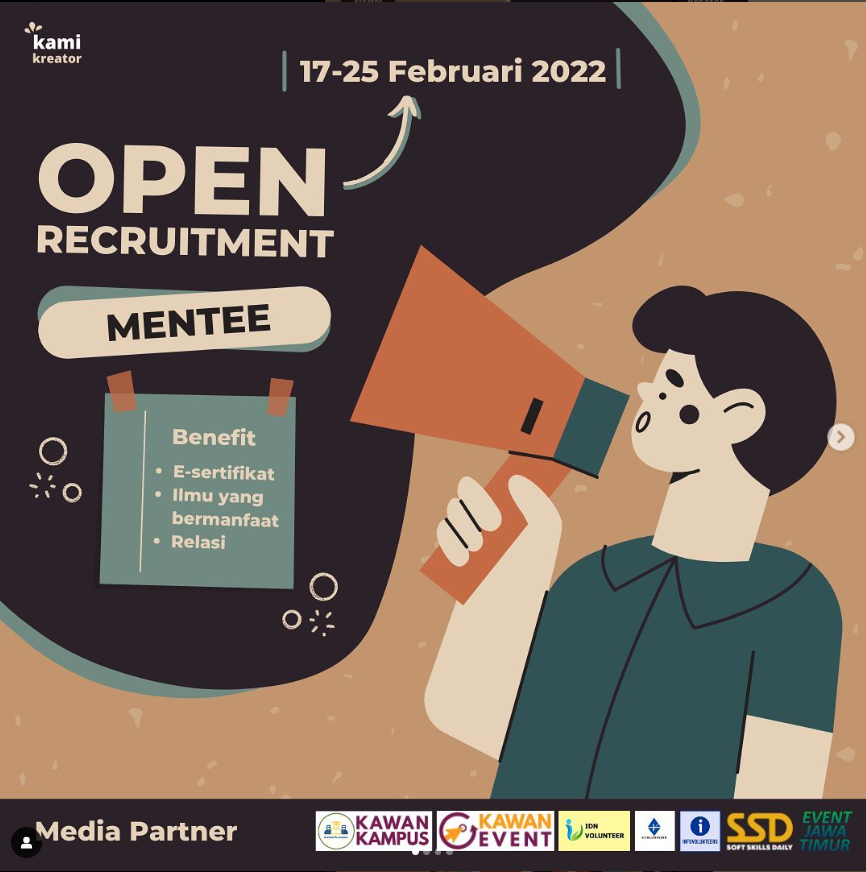 kami
kreator
17-25 Februari 2022
OPEN
RECRUITMENT
MENTEE
Benefit
• E-sertifikat
• Ilmu yang
bermanfaat
• Relasi
Media Partner
KAWAN
KAMPUS
KAWAN
EVENT
IDN
VOLUNTEER
INFOVOLUNTEERS
SSD
SOFT SKILLS DAILY
EVENT
JAWA
TIMUR